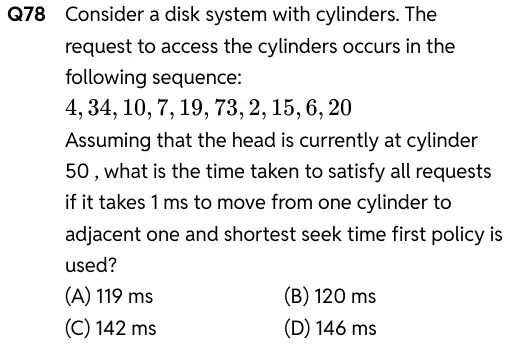 Q78 Consider a disk system with cylinders. The
request to access the cylinders occurs in the
following sequence:
4, 34, 10, 7, 19, 73, 2, 15, 6, 20
Assuming that the head is currently at cylinder
50 , what is the time taken to satisfy all requests
if it takes 1 ms to move from one cylinder to
adjacent one and shortest seek time first policy is
used?
(A) 119 ms (B) 120 ms
(C) 142 ms (D) 146 ms